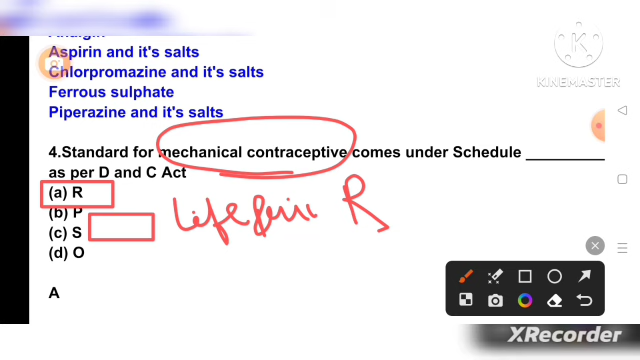 Analgin
Aspirin and it's salts
Chlorpromazine and it's salts
Ferrous sulphate
Piperazine and it's salts
KINEMASTER
4.Standard for mechanical contraceptive comes under Schedule __________
as per D and C Act
(a) R
(b) P
(c) S
(d) O
R
A
XRecorder